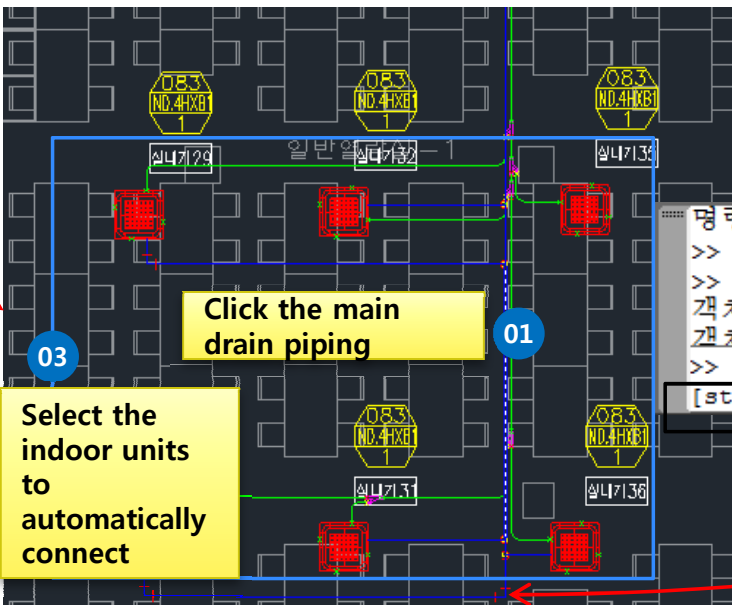 083
ND.4HXB1
1
083
ND.4HXB1
1
083
ND.4HXB1
1
실내기29
실내기32
실내기35
>>
>>
>>
[st
Click the main
drain piping
01
03
Select the
indoor units
to
automatically
connect
083
ND.4HXB1
1
083
ND.4HXB1
1
실내기31
실내기36